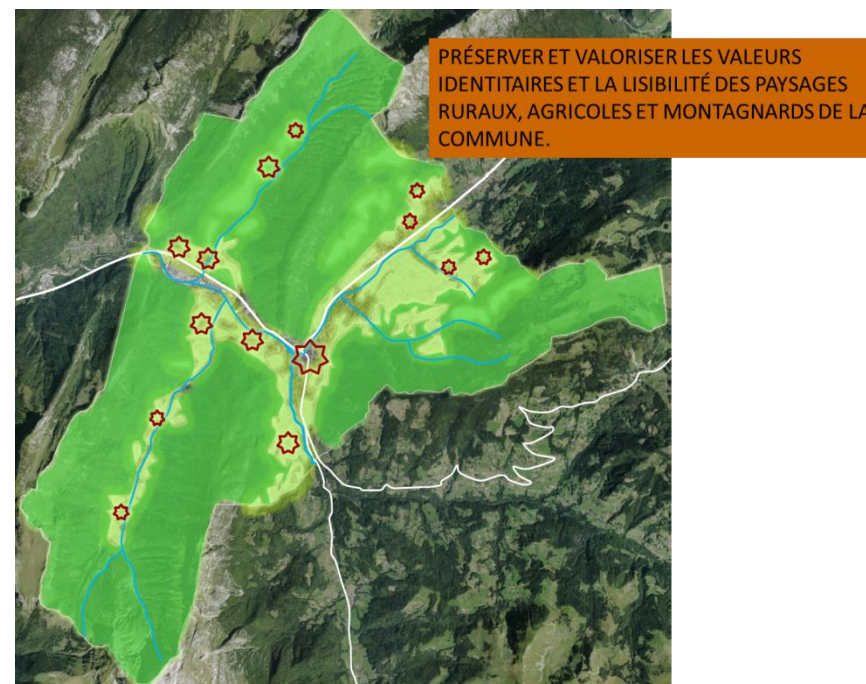 PRÉSERVER ET VALORISER LES VALEURS
IDENTITAIRES ET LA LISIBILITÉ DES PAYSAGES
RURAUX, AGRICOLES ET MONTAGNARDS DE LA
COMMUNE.